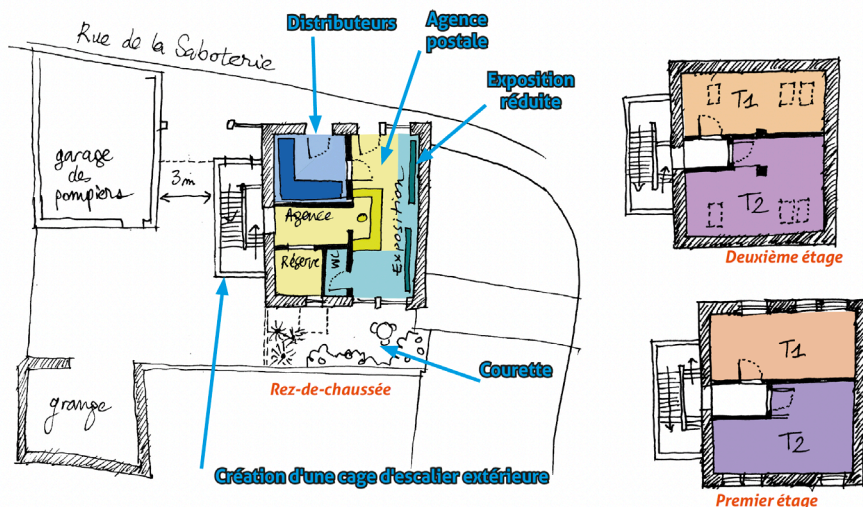 Distributeurs
Agence
postale
Rue de la Saboterie
Exposition
réduite
garage
des
pompiers
3m
Agence
EXPOSITION
Réserve
WC
Courette
Rez-de-chaussée
grange
Création d'une cage d'escalier extérieure
T1
T2
Deuxième étage
T1
T2
Premier étage